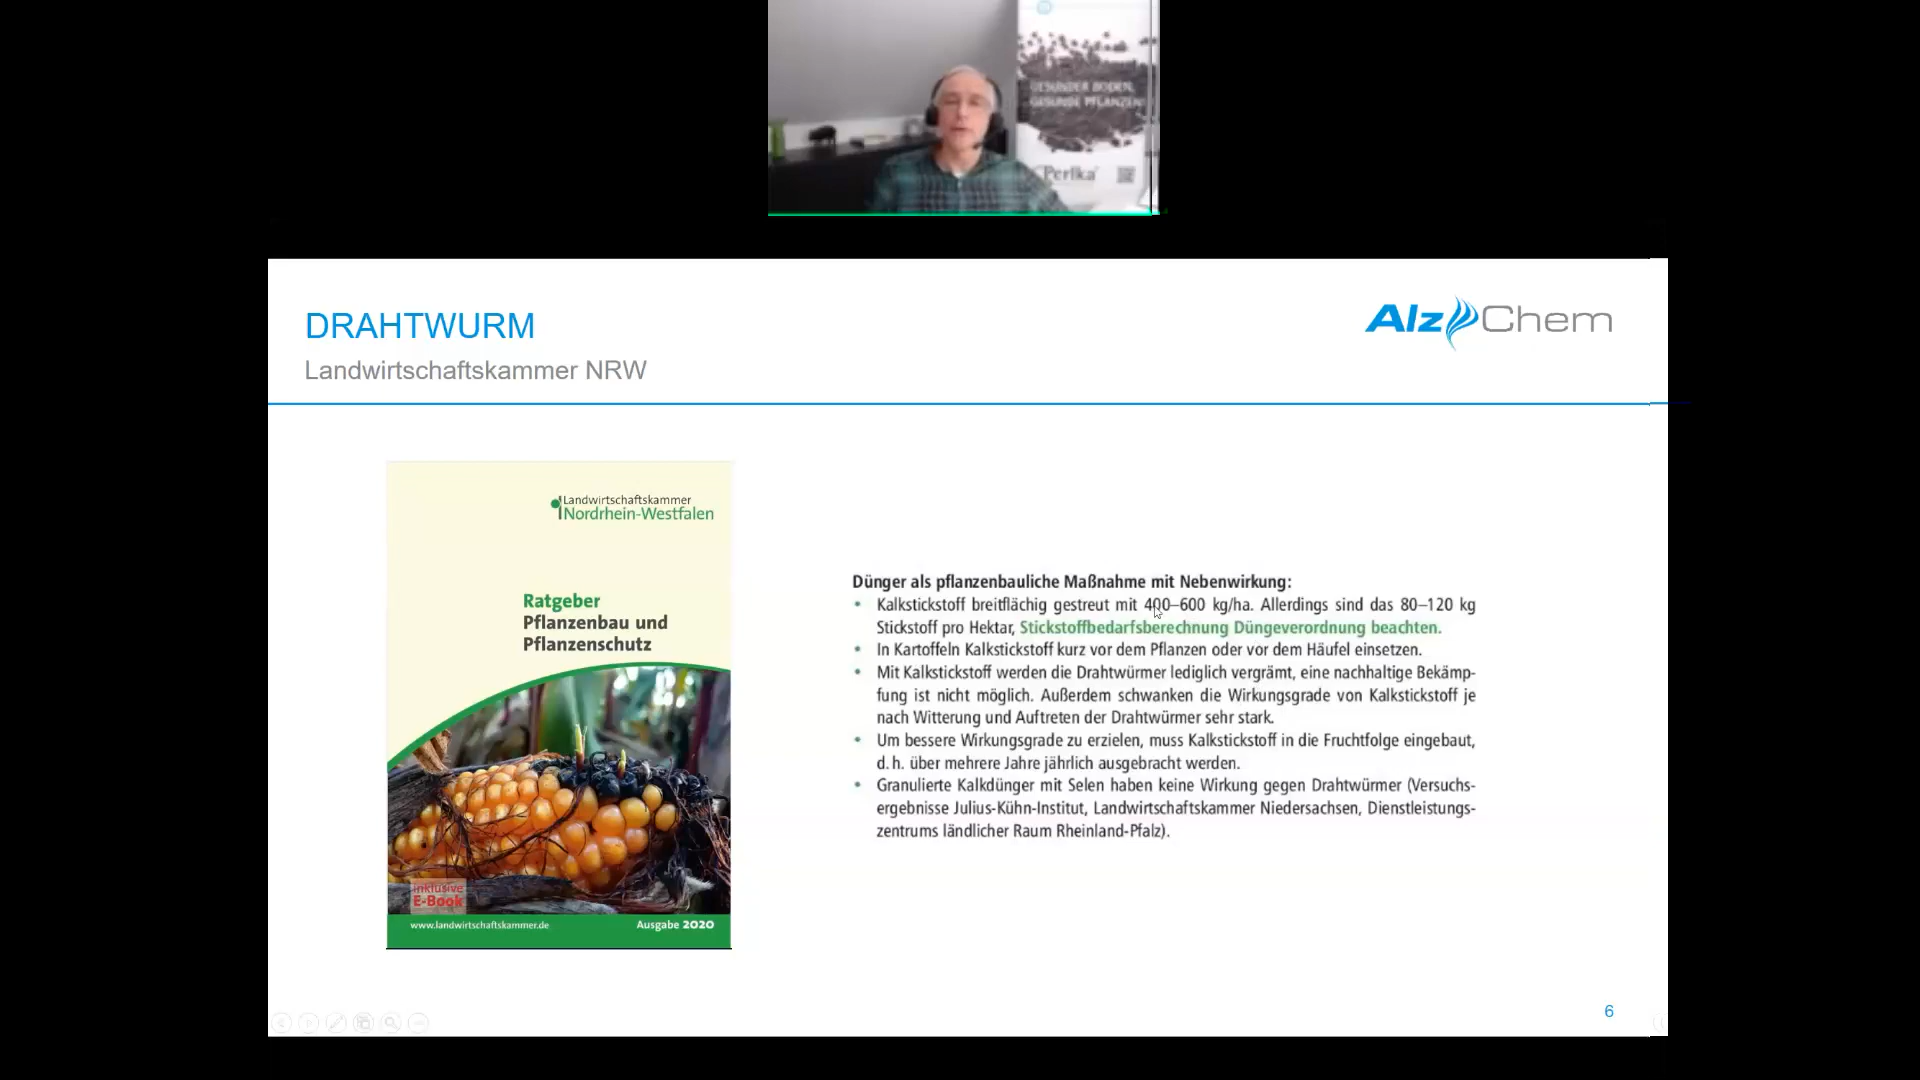 GESUNDER BODEN,
GESUNDE PFLANZEN!
Perlka
DRAHTWURM
Landwirtschaftskammer NRW
AlzChem
Landwirtschaftskammer
Nordrhein-Westfalen
Ratgeber
Pflanzenbau und
Pflanzenschutz
inklusive
E-Book
www.landwirtschaftskammer.de
Ausgabe 2020
Dünger als pflanzenbauliche Maßnahme mit Nebenwirkung:
• Kalkstickstoff breitflächig gestreut mit 400–600 kg/ha. Allerdings sind das 80–120 kg
Stickstoff pro Hektar, Stickstoffbedarfsberechnung Düngeverordnung beachten.
• In Kartoffeln Kalkstickstoff kurz vor dem Pflanzen oder vor dem Häufel einsetzen.
• Mit Kalkstickstoff werden die Drahtwürmer lediglich vergrämt, eine nachhaltige Bekämp-
fung ist nicht möglich. Außerdem schwanken die Wirkungsgrade von Kalkstickstoff je
nach Witterung und Auftreten der Drahtwürmer sehr stark.
• Um bessere Wirkungsgrade zu erzielen, muss Kalkstickstoff in die Fruchtfolge eingebaut,
d. h. über mehrere Jahre jährlich ausgebracht werden.
• Granulierte Kalkdünger mit Selen haben keine Wirkung gegen Drahtwürmer (Versuchs-
ergebnisse Julius-Kühn-Institut, Landwirtschaftskammer Niedersachsen, Dienstleistungs-
zentrums ländlicher Raum Rheinland-Pfalz).
6